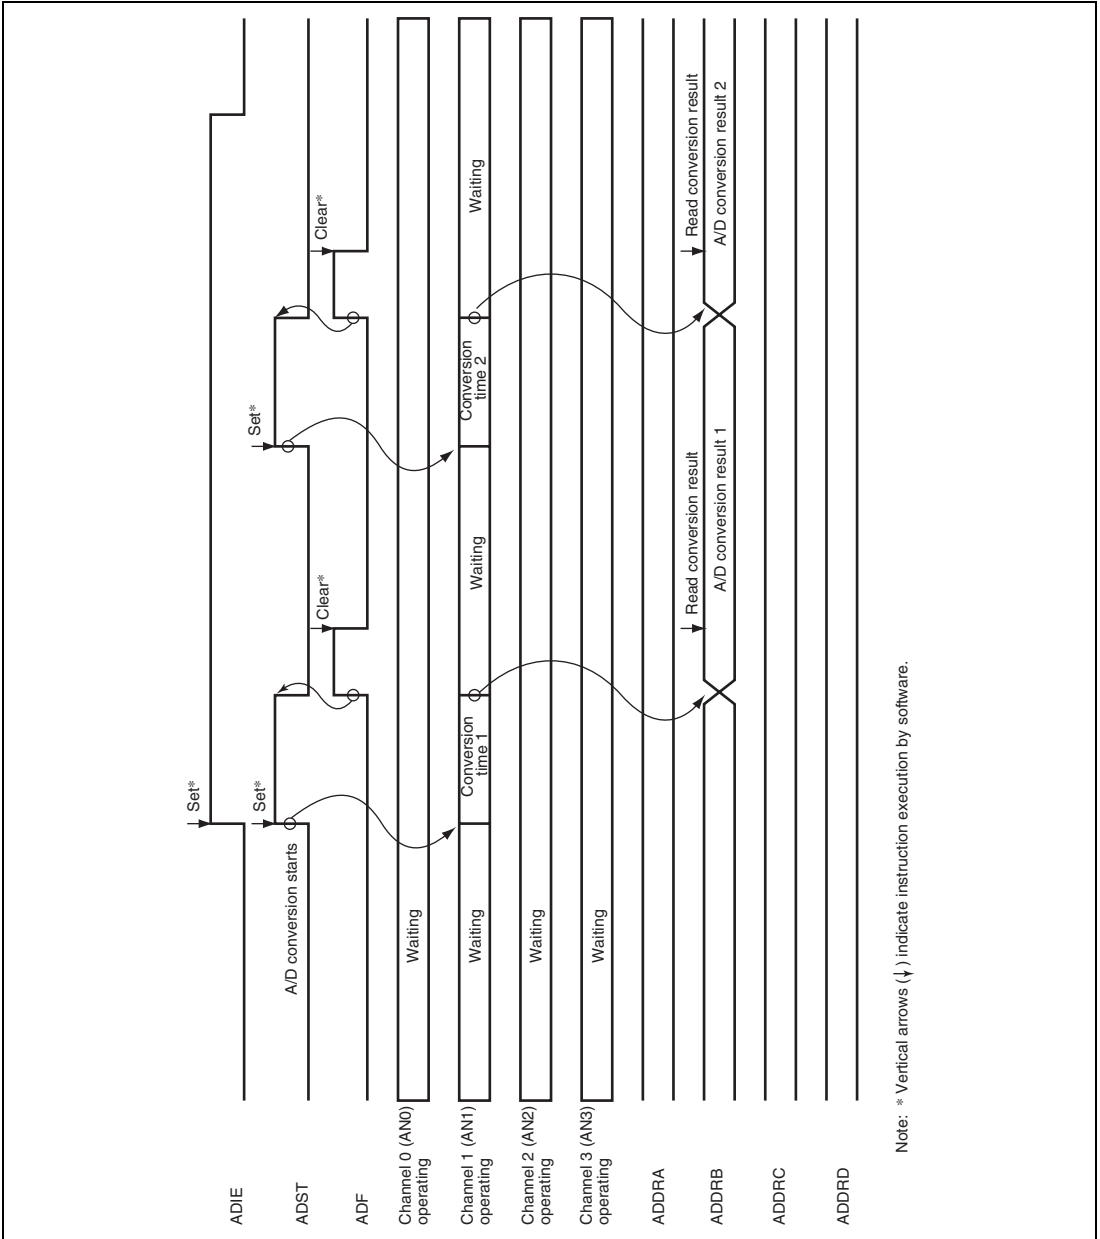 ADIE
Set*
ADST
A/D conversion starts
Set*
Set*
ADF
Clear*
Clear*
Channel 0 (AN0)
operating
Waiting
Channel 1 (AN1)
operating
Waiting
Conversion
time 1
Waiting
Conversion
time 2
Waiting
Channel 2 (AN2)
operating
Waiting
Channel 3 (AN3)
operating
Waiting
ADDRA
Read conversion result
Read conversion result
ADDRB
A/D conversion result 1
A/D conversion result 2
ADDRC
ADDRD
Note: * Vertical arrows (↓) indicate instruction execution by software.